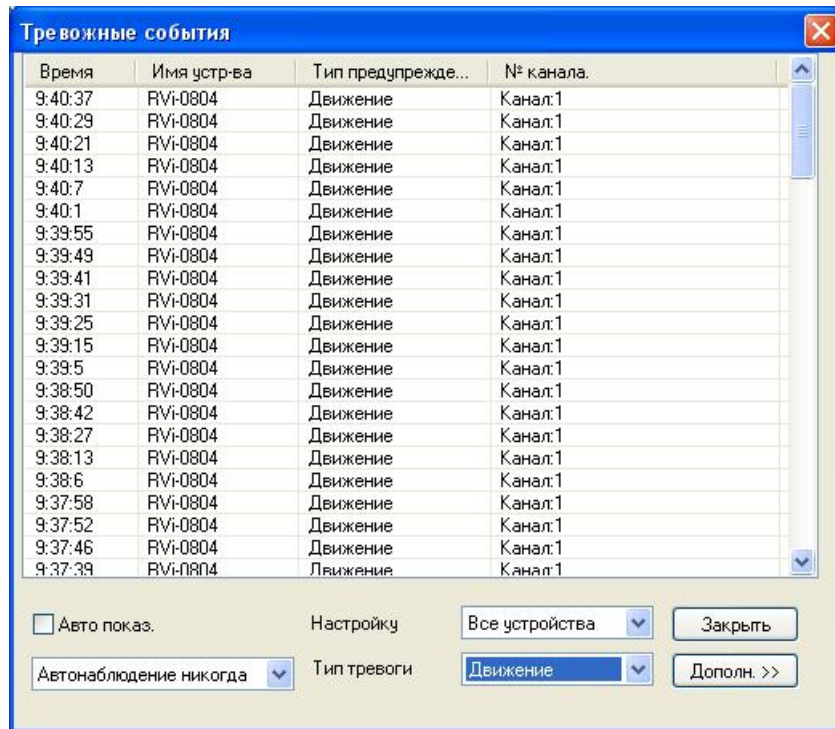 Тревожные события
Время Имя устр-ва Тип предупрежде... № канала.
9:40:37 RVi-0804 Движение Канал:1
9:40:29 RVi-0804 Движение Канал:1
9:40:21 RVi-0804 Движение Канал:1
9:40:13 RVi-0804 Движение Канал:1
9:40:7 RVi-0804 Движение Канал:1
9:40:1 RVi-0804 Движение Канал:1
9:39:55 RVi-0804 Движение Канал:1
9:39:49 RVi-0804 Движение Канал:1
9:39:41 RVi-0804 Движение Канал:1
9:39:31 RVi-0804 Движение Канал:1
9:39:25 RVi-0804 Движение Канал:1
9:39:15 RVi-0804 Движение Канал:1
9:39:5 RVi-0804 Движение Канал:1
9:38:50 RVi-0804 Движение Канал:1
9:38:42 RVi-0804 Движение Канал:1
9:38:27 RVi-0804 Движение Канал:1
9:38:13 RVi-0804 Движение Канал:1
9:38:6 RVi-0804 Движение Канал:1
9:37:58 RVi-0804 Движение Канал:1
9:37:52 RVi-0804 Движение Канал:1
9:37:46 RVi-0804 Движение Канал:1
9:37:39 RVi-0804 Движение Канал:1
Авто показ. Настройку Все устройства Закрыть
Автонаблюдение никогда Тип тревоги Движение Дополн. >>